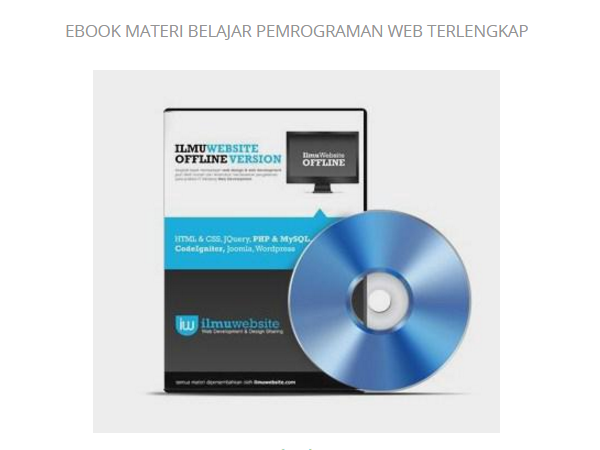 EBOOK MATERI BELAJAR PEMROGRAMAN WEB TERLENGKAP
ILMUWEBSITE
OFFLINE VERSION
IlmuWebsite
OFFLINE
HTML & CSS, JQuery, PHP & MySQL,
CodeIgniter, Joomla, Wordpress
iw
ilmuwebsite
Web Development & Design Sharing
semua materi dipersembahkan oleh ilmuwebsite.com